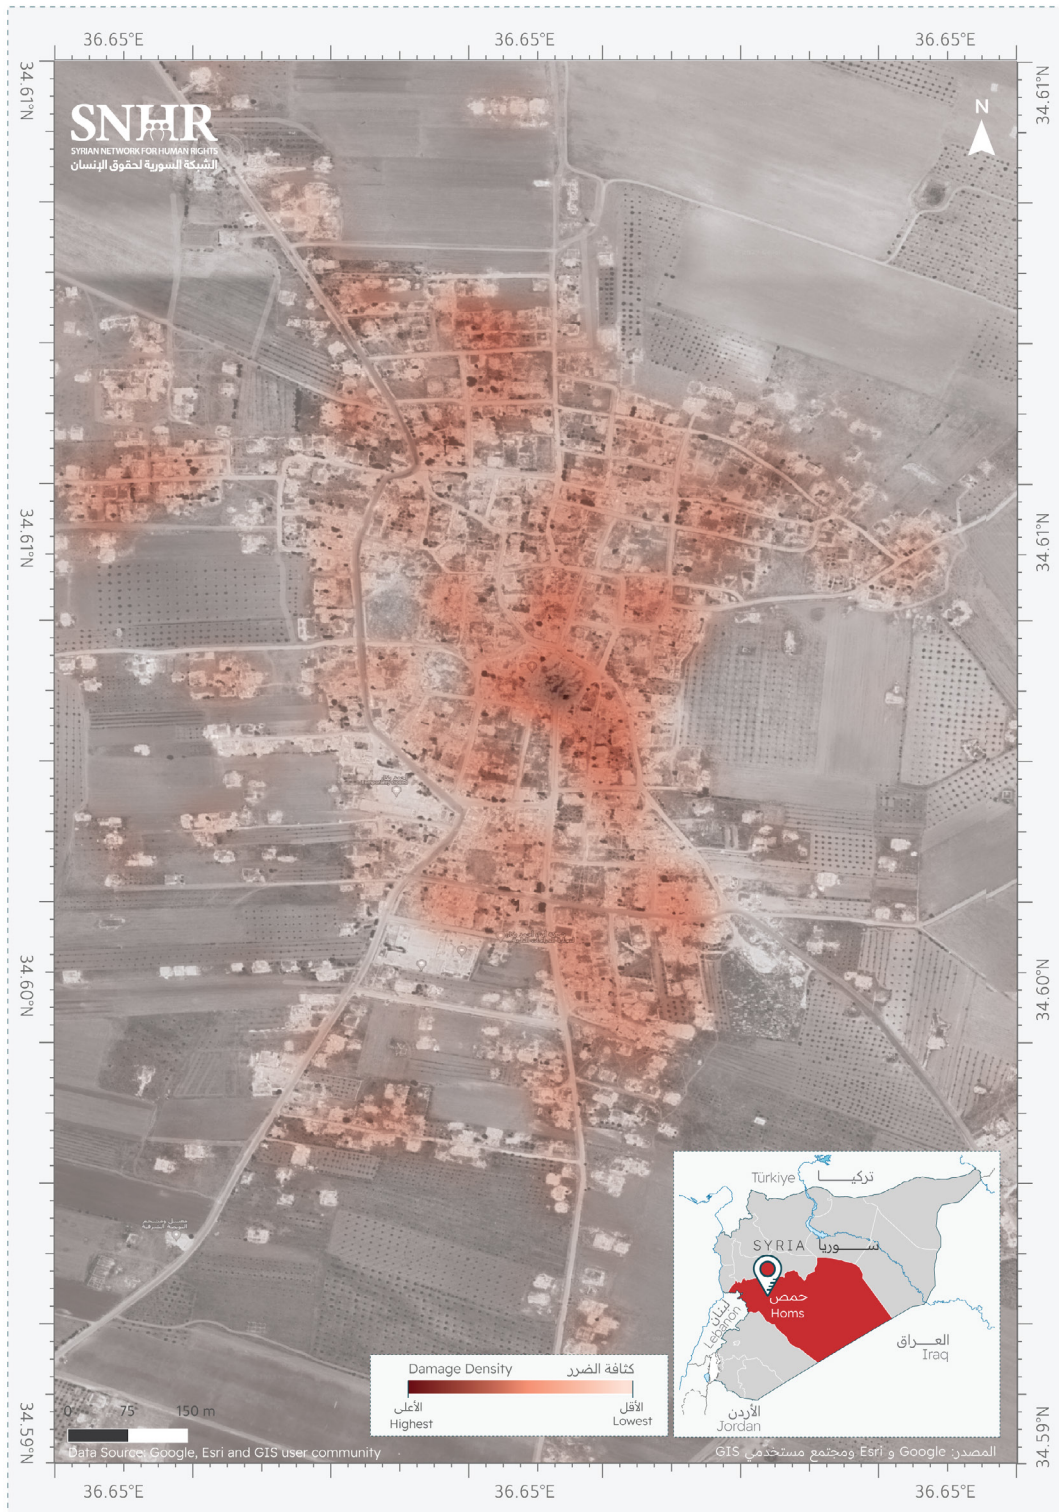 36.65°E 36.65°E 36.65°E
34.61°N 34.61°N
SNHR
SYRIAN NETWORK FOR HUMAN RIGHTS
الشبكة السورية لحقوق الإنسان
N
34.61°N 34.61°N
34.60°N 34.60°N
Türkiye تركيـــــا
SYRIA سـوريا
حمص
Homs
لبنان
Lebanon
العـراق
Iraq
الأردن
Jordan
Damage Density كثافة الضرر
الأعلى الأقل
Highest Lowest
0 75 150 m
Data Source: Google, Esri and GIS user community
المصدر: Google و Esri ومجتمع مستخدمي GIS
34.59°N 34.59°N
36.65°E 36.65°E 36.65°E